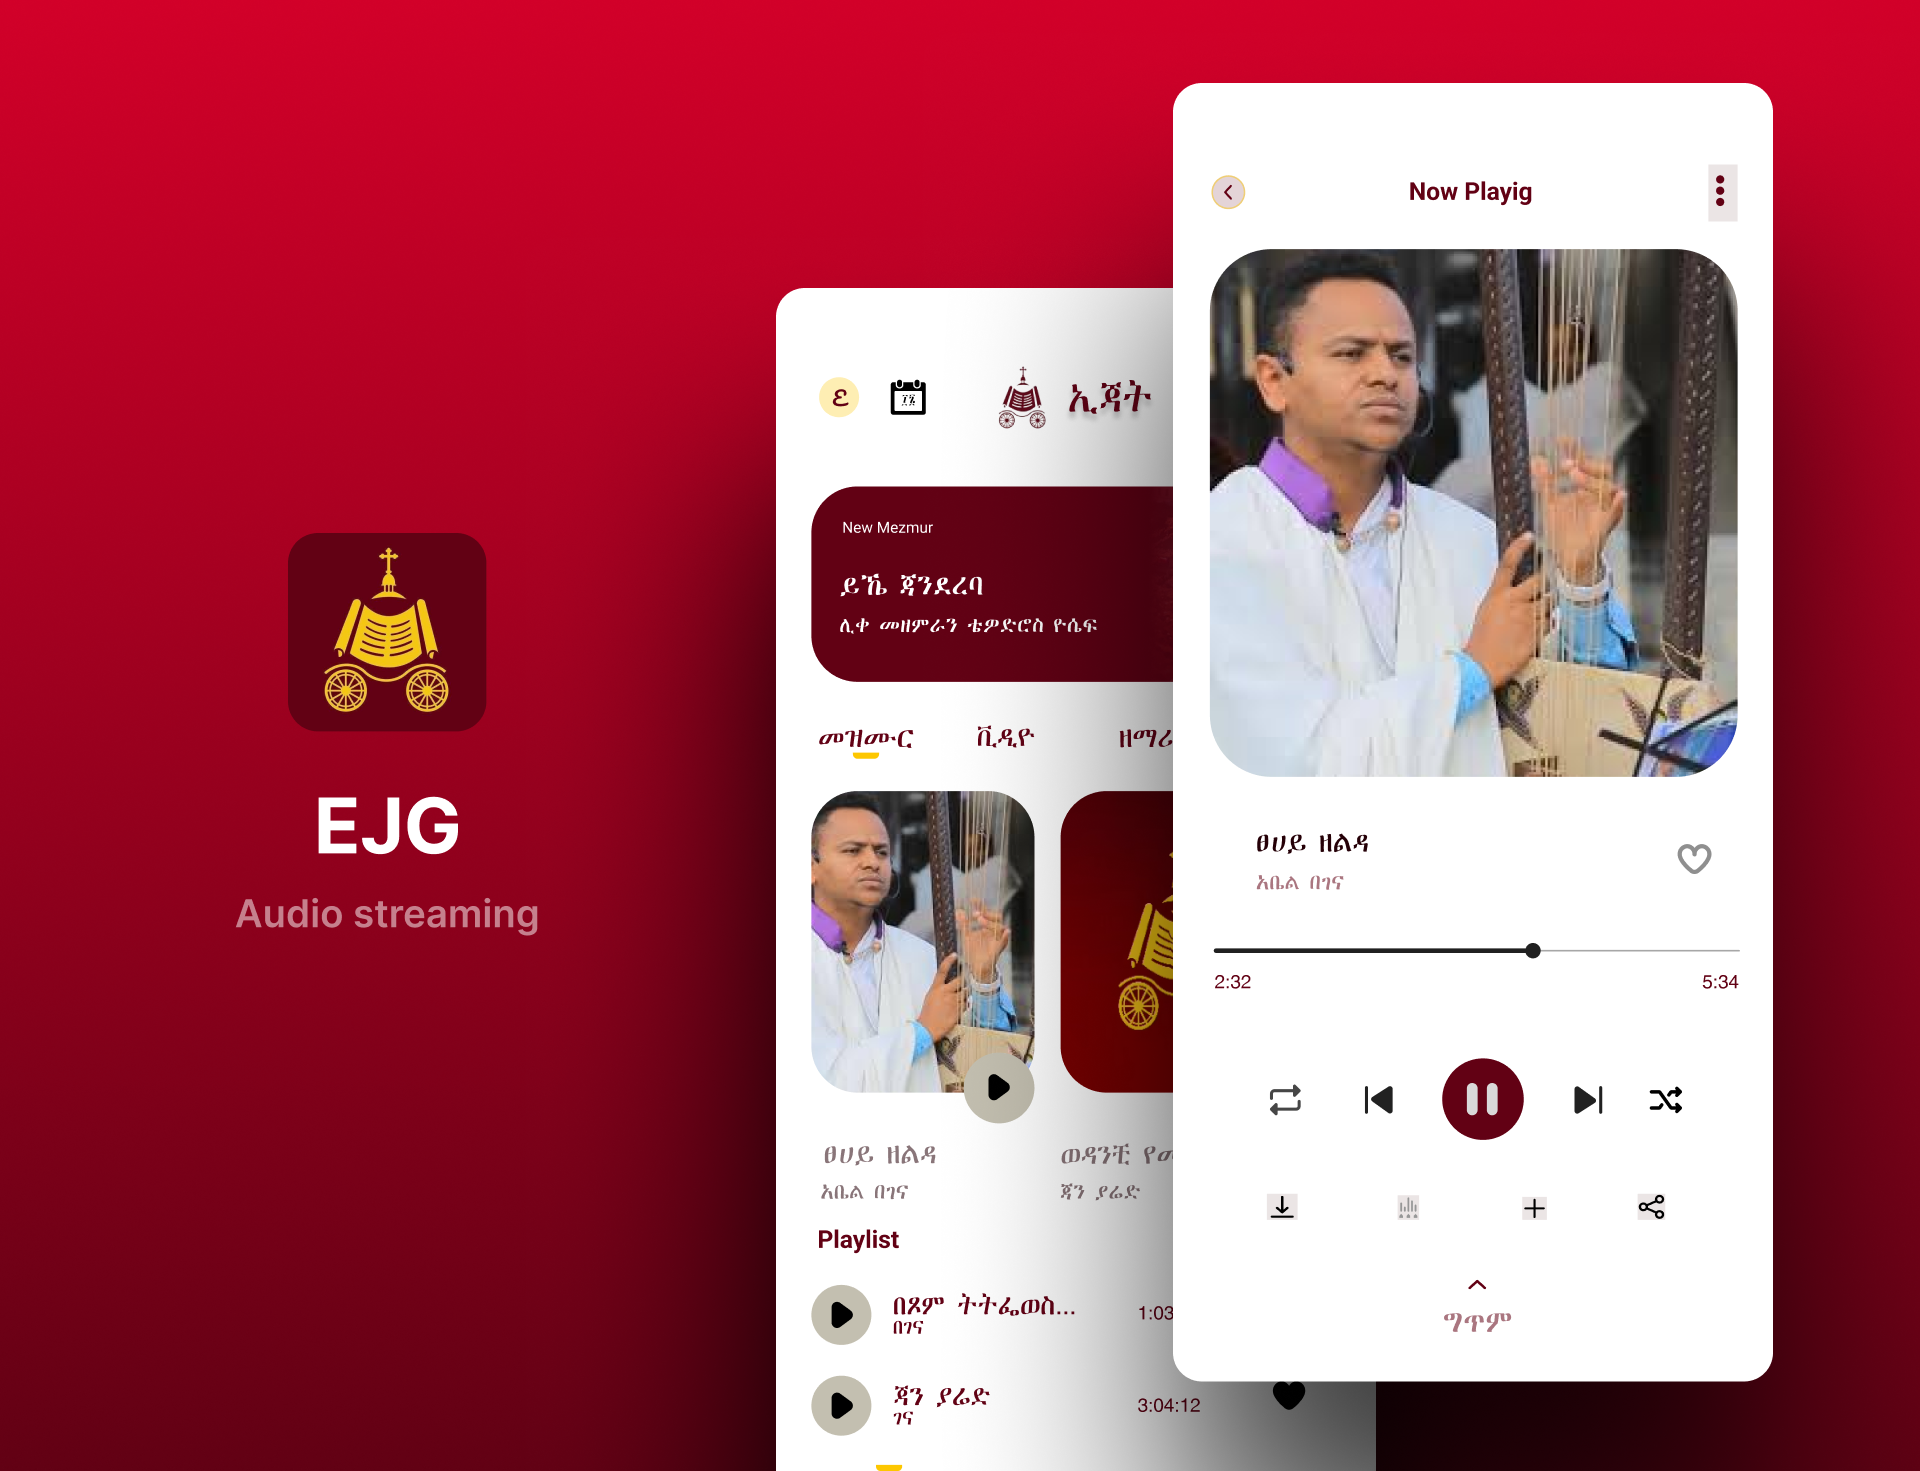 EJG
Audio streaming
ኢጃት
New Mezmur
ይኼ ጃንደረባ
ሊቀ መዘምራን ቴዎድሮስ ዮሴፍ
መዝሙር
ቪዲዮ
ዘማሪ
ፀሀይ ዘልዳ
አቤል በገና
ወዳንቺ የመ
ጃን ያሬድ
Playlist
በጾም ትትፌወስ...
በገና
1:03
ጃን ያሬድ
ገና
3:04:12
Now Playig
ፀሀይ ዘልዳ
አቤል በገና
2:32
5:34
ግጥም